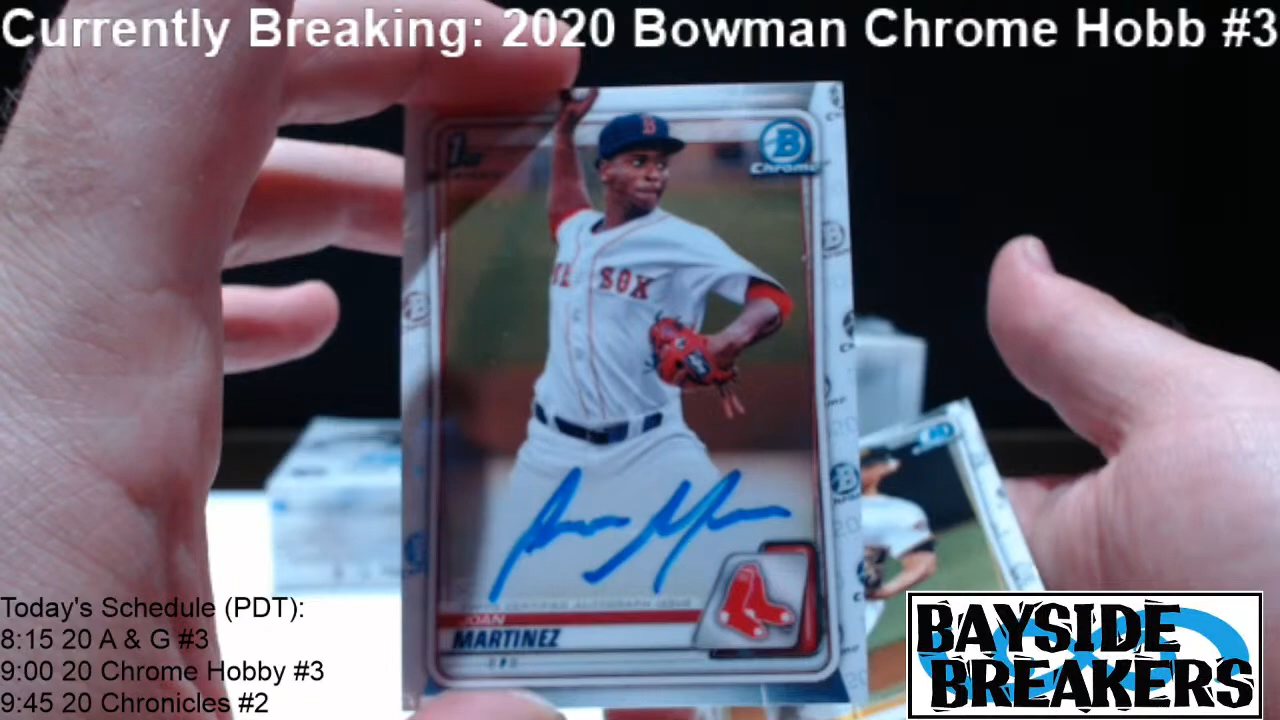 Currently Breaking: 2020 Bowman Chrome Hobb #3
1st
B
Chrome
B
SOX
JOAN
MARTINEZ
Today's Schedule (PDT):
8:15 20 A & G #3
9:00 20 Chrome Hobby #3
9:45 20 Chronicles #2
BAYSIDE
BREAKERS